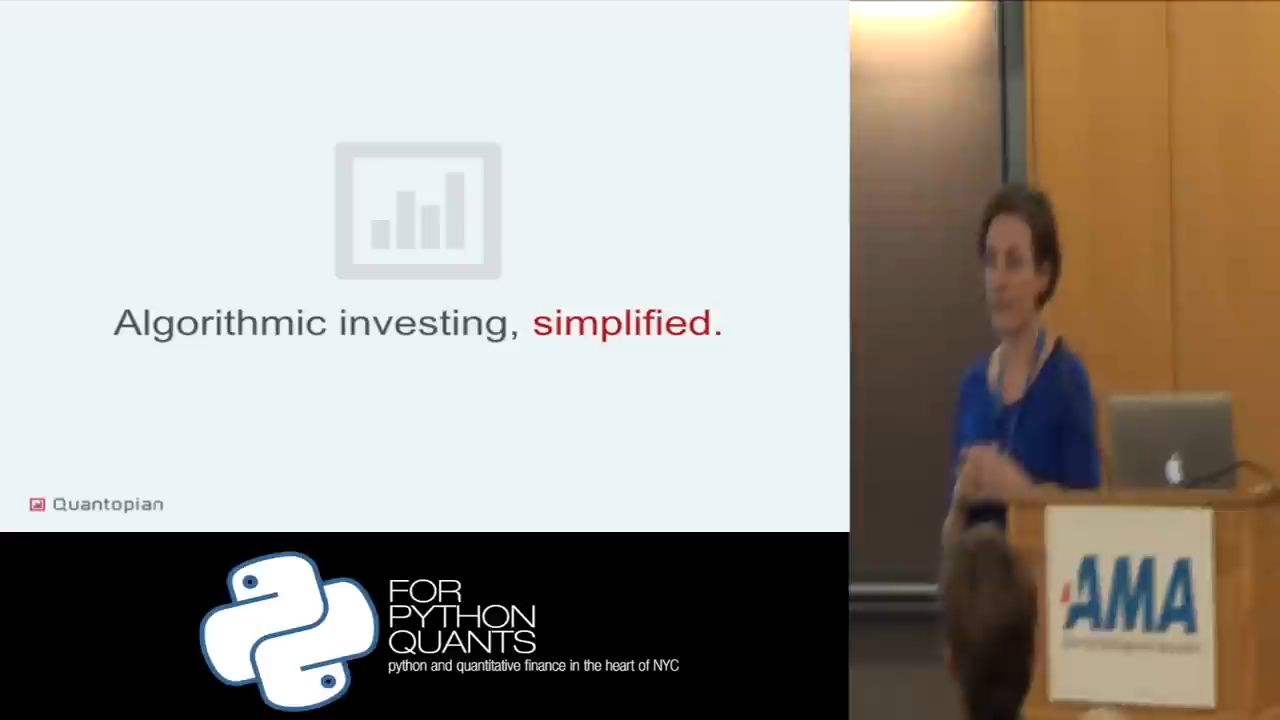 Algorithmic investing, simplified.
Quantopian
FOR
PYTHON
QUANTS
python and quantitative finance in the heart of NYC
AMA